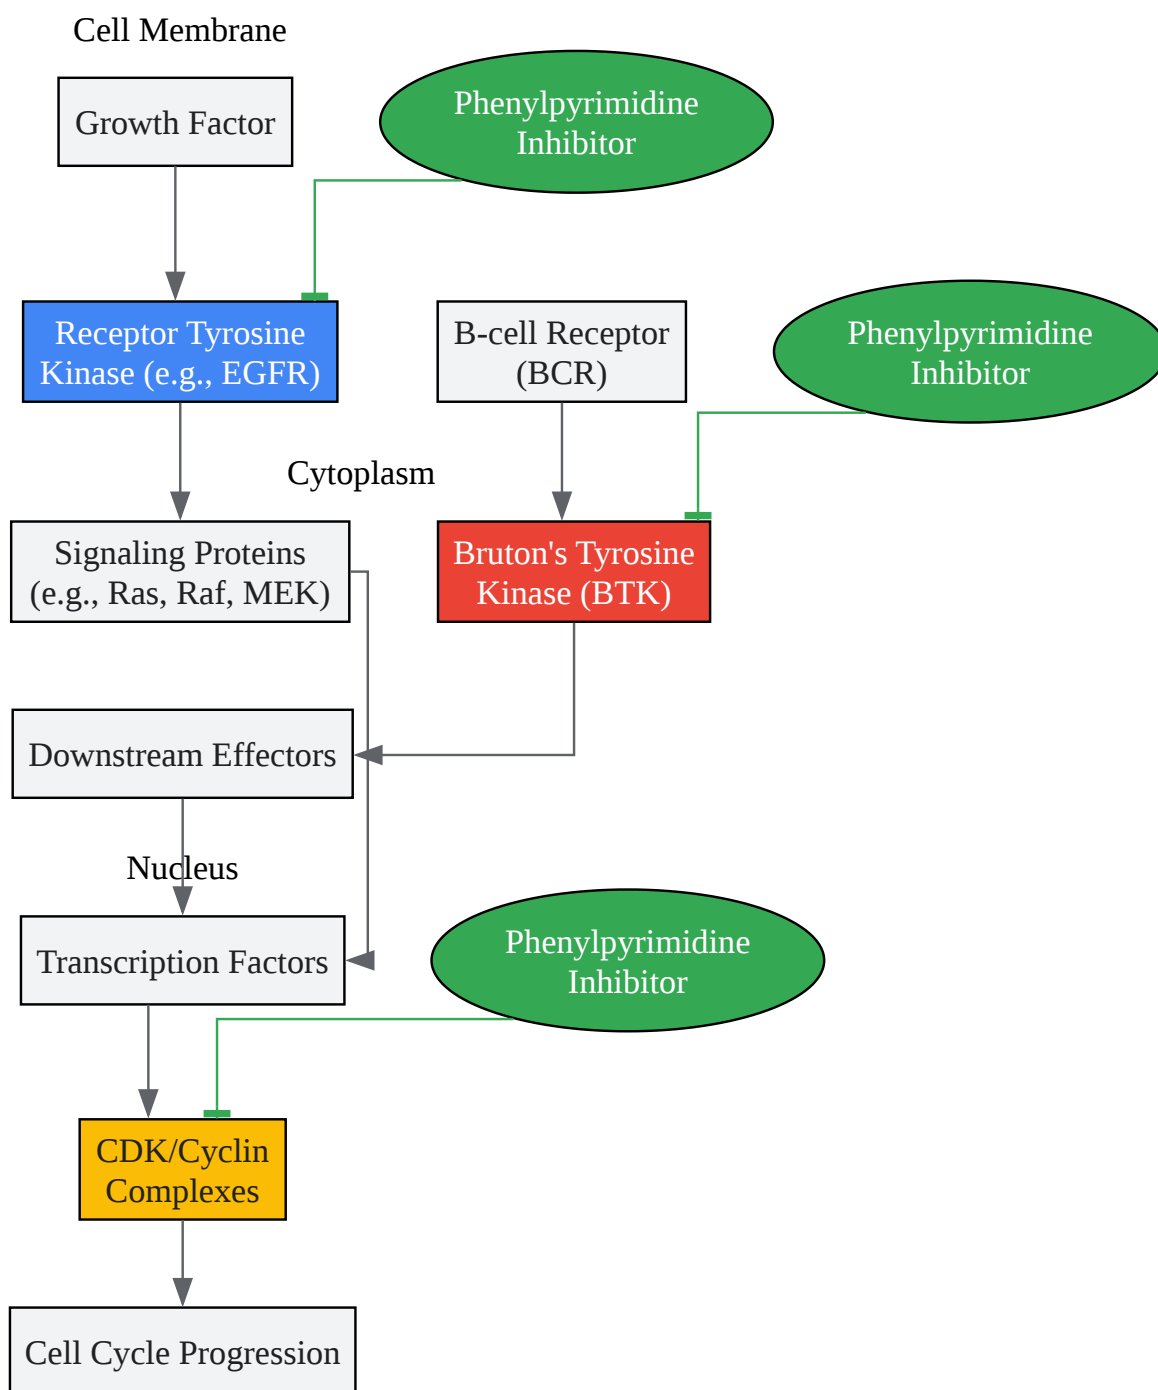 Cell Membrane
Growth Factor
Phenylpyrimidine
Inhibitor
Receptor Tyrosine
Kinase (e.g., EGFR)
B-cell Receptor
(BCR)
Phenylpyrimidine
Inhibitor
Cytoplasm
Signaling Proteins
(e.g., Ras, Raf, MEK)
Bruton's Tyrosine
Kinase (BTK)
Downstream Effectors
Nucleus
Transcription Factors
Phenylpyrimidine
Inhibitor
CDK/Cyclin
Complexes
Cell Cycle Progression